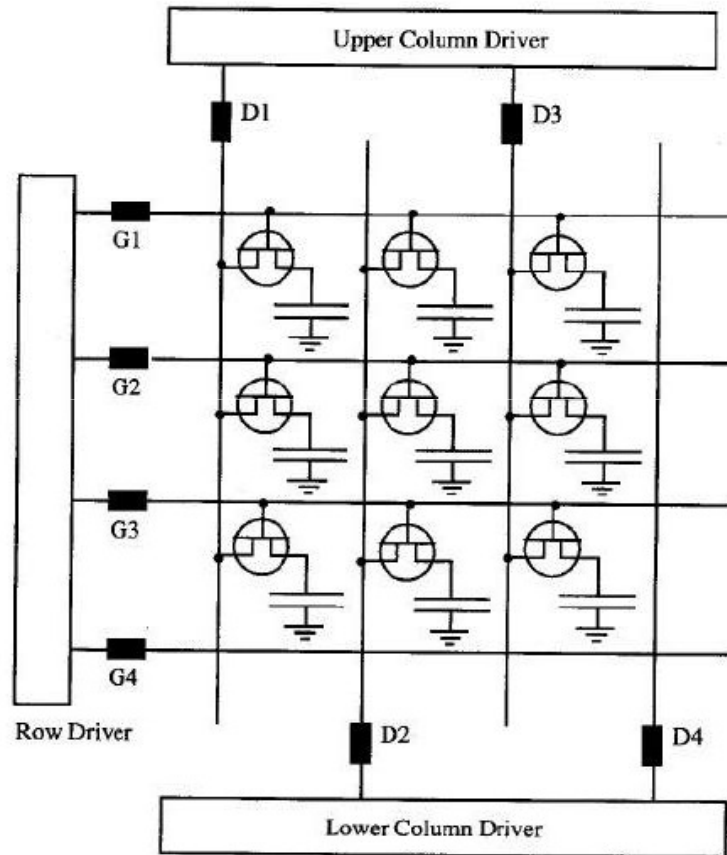 Upper Column Driver
D1
D3
G1
G2
G3
G4
Row Driver
D2
D4
Lower Column Driver